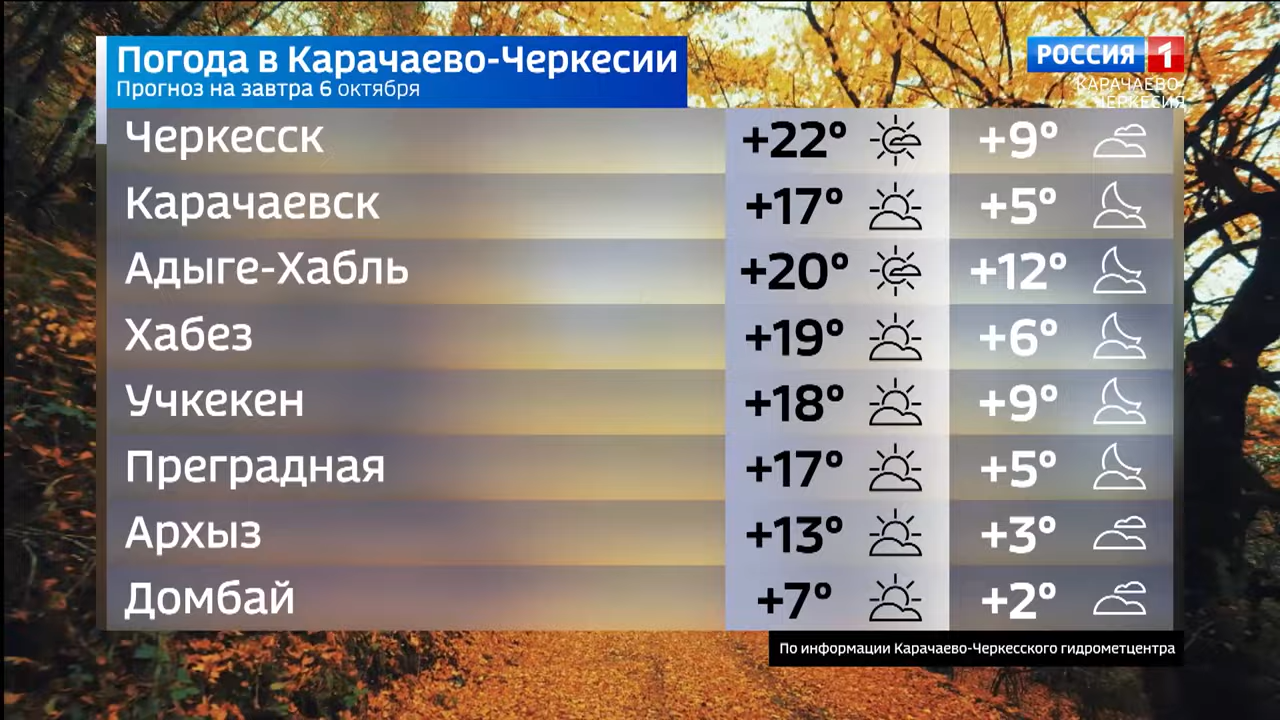 Погода в Карачаево-Черкесии
Прогноз на завтра 6 октября
РОССИЯ 1
КАРАЧАЕВО-
ЧЕРКЕСИЯ
Черкесск +22° +9°
Карачаевск +17° +5°
Адыге-Хабль +20° +12°
Хабез +19° +6°
Учкекен +18° +9°
Преградная +17° +5°
Архыз +13° +3°
Домбай +7° +2°
По информации Карачаево-Черкесского гидрометцентра